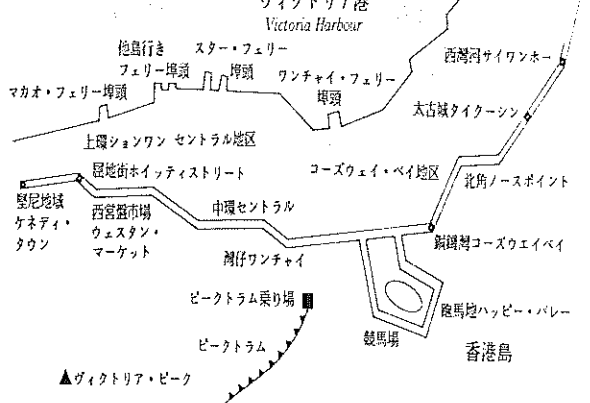 ヴィクトリア港
Victoria Harbour
他島行き
フェリー埠頭
スター・フェリー
埠頭
ワンチャイ・フェリー
埠頭
マカオ・フェリー埠頭
西灣河サイワンホー
太古城タイクーシン
上環ションワン セントラル地区
屈地街ホイッティストリート
コーズウェイ・ベイ地区
北角ノースポイント
堅尼地域
ケネディ・
タウン
西営盤市場
ウェスタン・
マーケット
中環セントラル
灣仔ワンチャイ
銅鑼灣コーズウエイベイ
ピークトラム乗り場
跑馬地ハッピー・バレー
競馬場
香港島
ピークトラム
ヴィクトリア・ピーク